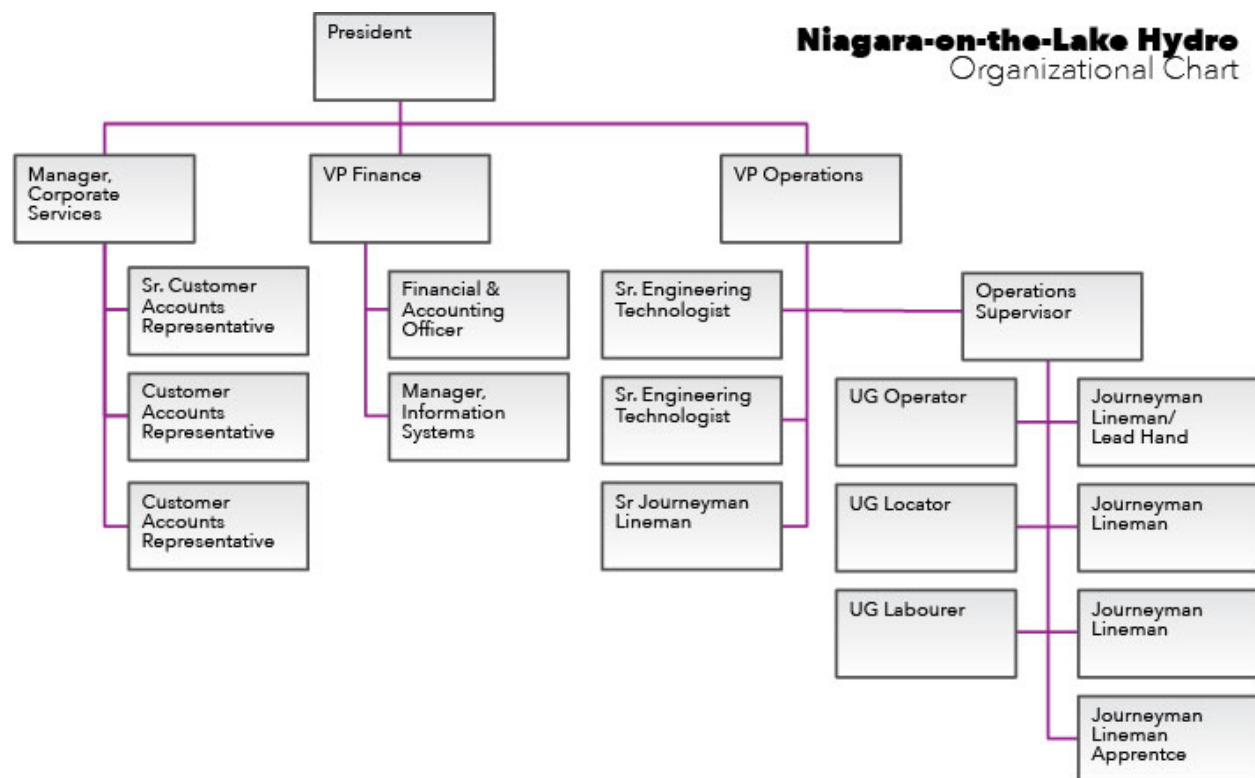 President
Niagara-on-the-Lake Hydro
Organizational Chart
Manager,
Corporate
Services
VP Finance
VP Operations
Sr. Customer
Accounts
Representative
Customer
Accounts
Representative
Customer
Accounts
Representative
Financial &
Accounting
Officer
Manager,
Information
Systems
Sr. Engineering
Technologist
Sr. Engineering
Technologist
Sr Journeyman
Lineman
Operations
Supervisor
UG Operator
UG Locator
UG Labourer
Journeyman
Lineman/
Lead Hand
Journeyman
Lineman
Journeyman
Lineman
Journeyman
Lineman
Apprentce